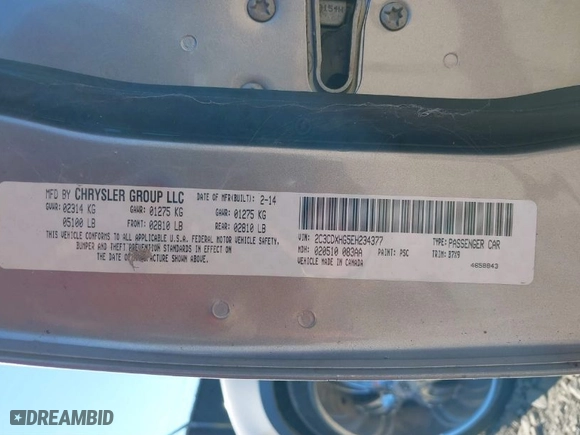 MFD BY CHRYSLER GROUP LLC
DATE OF MFR(BUILT): 2-14
GVWR: 02314 KG
GAWR: 01275 KG
GAWR: 01275 KG
05100 LB
FRONT: 02810 LB
REAR: 02810 LB
THIS VEHICLE CONFORMS TO ALL APPLICABLE U.S.A. FEDERAL MOTOR VEHICLE SAFETY,
BUMPER AND THEFT PREVENTION STANDARDS IN EFFECT ON
THE DATE OF MANUFACTURE SHOWN ABOVE.
VIN: 2C3CDXHG5EH234377
TYPE: PASSENGER CAR
MDH: 020510 083AA
PAINT: PSC
TRIM: B7X9
VEHICLE MADE IN CANADA
4658843
DREAMBID